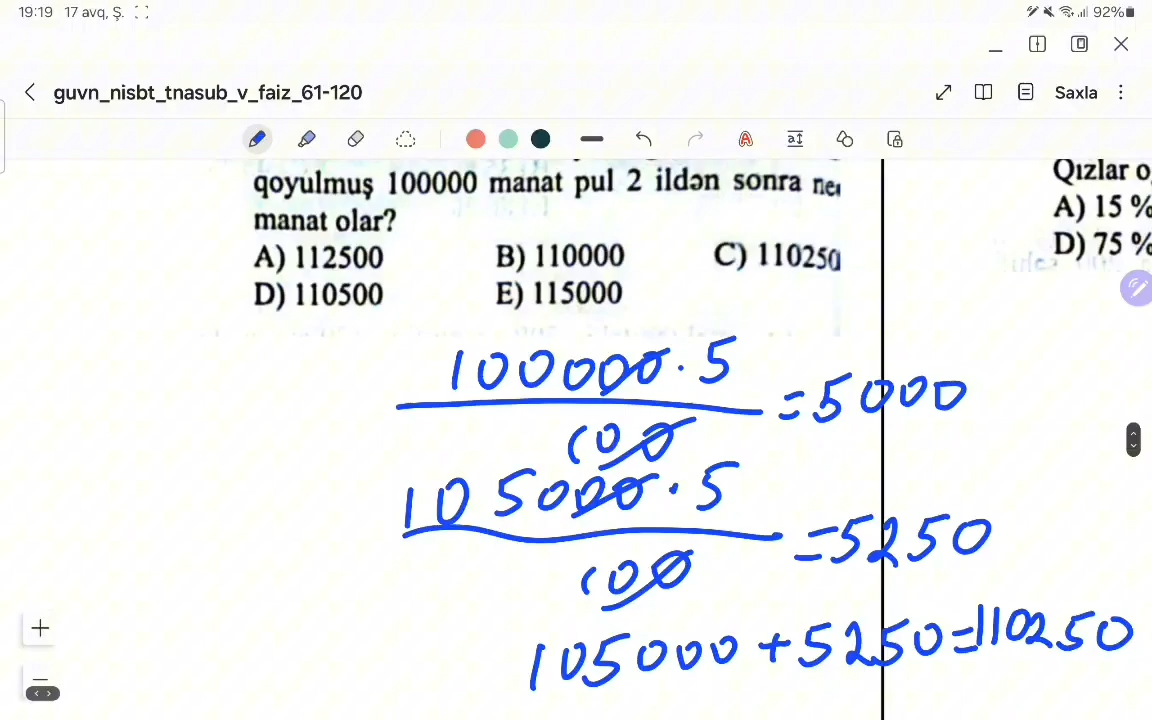 19:19 17 avq, Ş. 92%
guvn_nisbt_tnasub_v_faiz_61-120 Saxla
qoyulmuş 100000 manat pul 2 ildən sonra
manat olar?
A) 112500 B) 110000 C) 110250
D) 110500 E) 115000
Qızlar o
A) 15 %
D) 75 %
100000 · 5
= 5000
100
105000 · 5
= 5250
100
105000 + 5250 = 110250